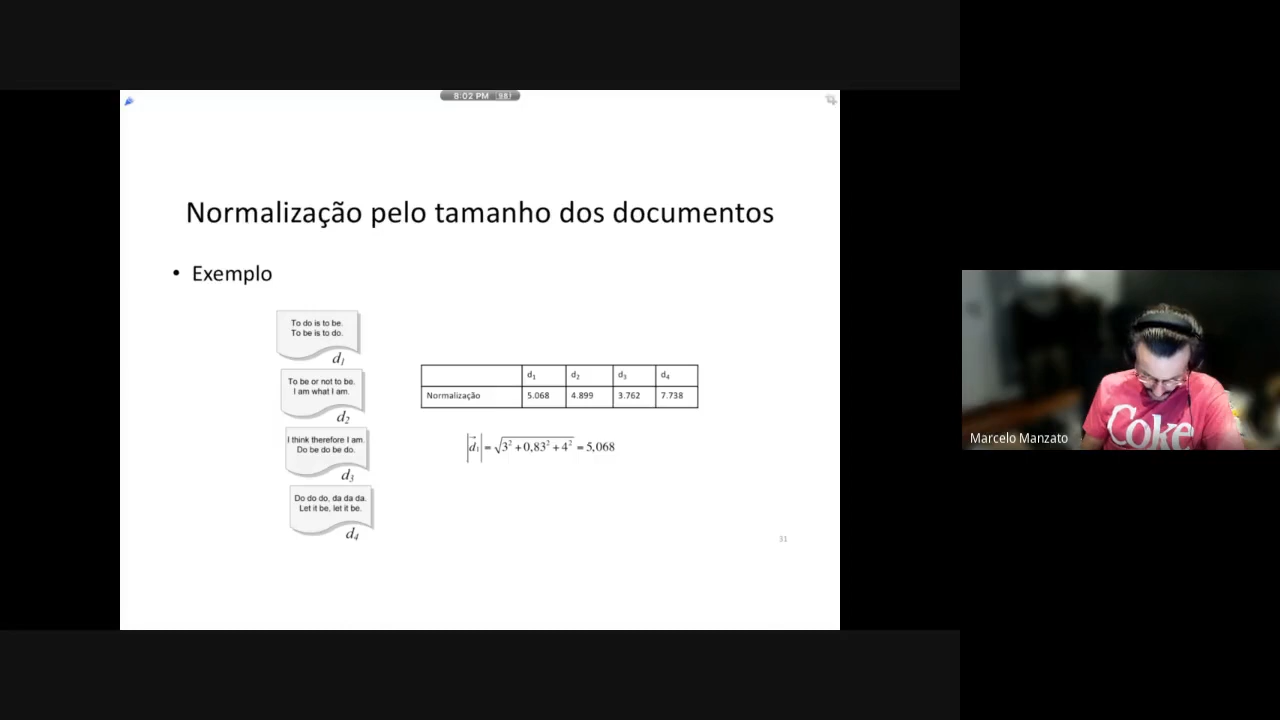 8:02 PM 98%
Normalização pelo tamanho dos documentos
• Exemplo
To do is to be.
To be is to do.
d1
To be or not to be.
I am what I am.
d2
I think therefore I am.
Do be do be do.
d3
Do do do, da da da.
Let it be, let it be.
d4
d1 d2 d3 d4
Normalização 5.068 4.899 3.762 7.738
|d⃗1| = √3² + 0,83² + 4² = 5,068
31
Coke
Marcelo Manzato